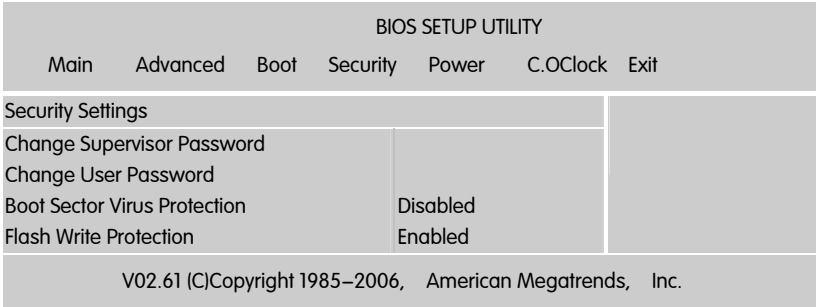 BIOS SETUP UTILITY
Main Advanced Boot Security Power C.OClock Exit
Security Settings
Change Supervisor Password
Change User Password
Boot Sector Virus Protection Disabled
Flash Write Protection Enabled
V02.61 (C)Copyright 1985–2006, American Megatrends, Inc.